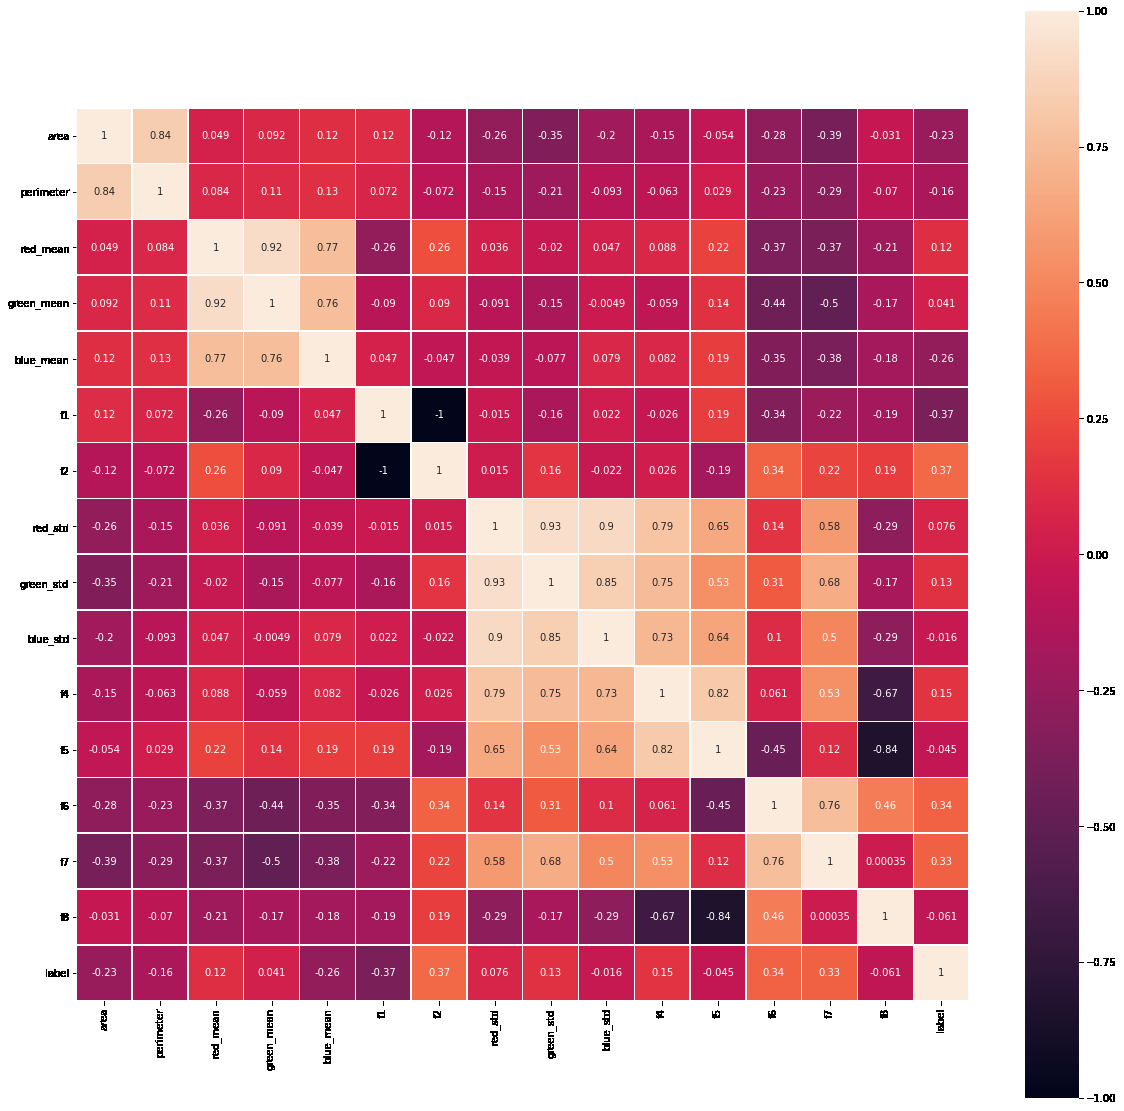 1.00
area 1 0.84 0.049 0.092 0.12 0.12 -0.12 -0.26 -0.35 -0.2 -0.15 -0.054 -0.28 -0.39 -0.031 -0.23
0.75
perimeter 0.84 1 0.084 0.11 0.13 0.072 -0.072 -0.15 -0.21 -0.093 -0.063 0.029 -0.23 -0.29 -0.07 -0.16
red_mean 0.049 0.084 1 0.92 0.77 -0.26 0.26 0.036 -0.02 0.047 0.088 0.22 -0.37 -0.37 -0.21 0.12
0.50
green_mean 0.092 0.11 0.92 1 0.76 -0.09 0.09 -0.091 -0.15 -0.0049 -0.059 0.14 -0.44 -0.5 -0.17 0.041
blue_mean 0.12 0.13 0.77 0.76 1 0.047 -0.047 -0.039 -0.077 0.079 0.082 0.19 -0.35 -0.38 -0.18 -0.26
f1 0.12 0.072 -0.26 -0.09 0.047 1 -1 -0.015 -0.16 0.022 -0.026 0.19 -0.34 -0.22 -0.19 -0.37
0.25
f2 -0.12 -0.072 0.26 0.09 -0.047 -1 1 0.015 0.16 -0.022 0.026 -0.19 0.34 0.22 0.19 0.37
red_std -0.26 -0.15 0.036 -0.091 -0.039 -0.015 0.015 1 0.93 0.9 0.79 0.65 0.14 0.58 -0.29 0.076
0.00
green_std -0.35 -0.21 -0.02 -0.15 -0.077 -0.16 0.16 0.93 1 0.85 0.75 0.53 0.31 0.68 -0.17 0.13
blue_std -0.2 -0.093 0.047 -0.0049 0.079 0.022 -0.022 0.9 0.85 1 0.73 0.64 0.1 0.5 -0.29 -0.016
f4 -0.15 -0.063 0.088 -0.059 0.082 -0.026 0.026 0.79 0.75 0.73 1 0.82 0.061 0.53 -0.67 0.15
−0.25
f5 -0.054 0.029 0.22 0.14 0.19 0.19 -0.19 0.65 0.53 0.64 0.82 1 -0.45 0.12 -0.84 -0.045
f6 -0.28 -0.23 -0.37 -0.44 -0.35 -0.34 0.34 0.14 0.31 0.1 0.061 -0.45 1 0.76 0.46 0.34
−0.50
f7 -0.39 -0.29 -0.37 -0.5 -0.38 -0.22 0.22 0.58 0.68 0.5 0.53 0.12 0.76 1 0.00035 0.33
f8 -0.031 -0.07 -0.21 -0.17 -0.18 -0.19 0.19 -0.29 -0.17 -0.29 -0.67 -0.84 0.46 0.00035 1 -0.061
−0.75
label -0.23 -0.16 0.12 0.041 -0.26 -0.37 0.37 0.076 0.13 -0.016 0.15 -0.045 0.34 0.33 -0.061 1
area perimeter red_mean green_mean blue_mean f1 f2 red_std green_std blue_std f4 f5 f6 f7 f8 label
−1.00